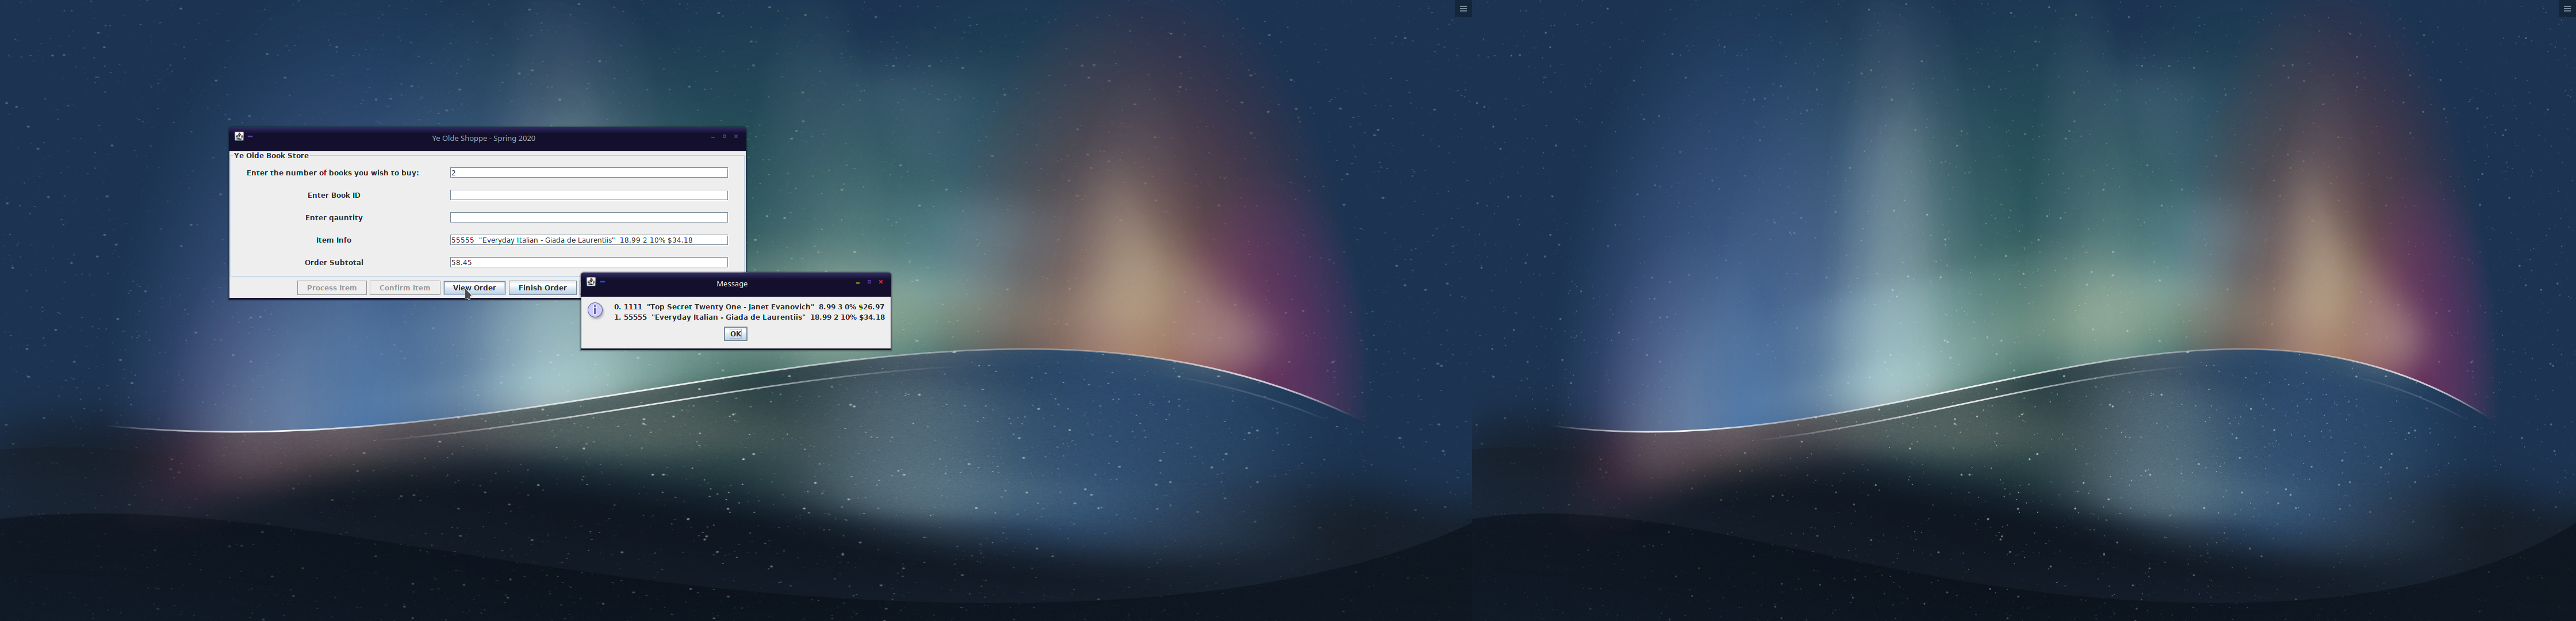 Ye Olde Shoppe - Spring 2020
Ye Olde Book Store
Enter the number of books you wish to buy: 2
Enter Book ID
Enter qauntity
Item Info 55555 "Everyday Italian - Giada de Laurentiis" 18.99 2 10% $34.18
Order Subtotal 58.45
Process Item Confirm Item View Order Finish Order
Message
0. 1111 "Top Secret Twenty One - Janet Evanovich" 8.99 3 0% $26.97
1. 55555 "Everyday Italian - Giada de Laurentiis" 18.99 2 10% $34.18
OK